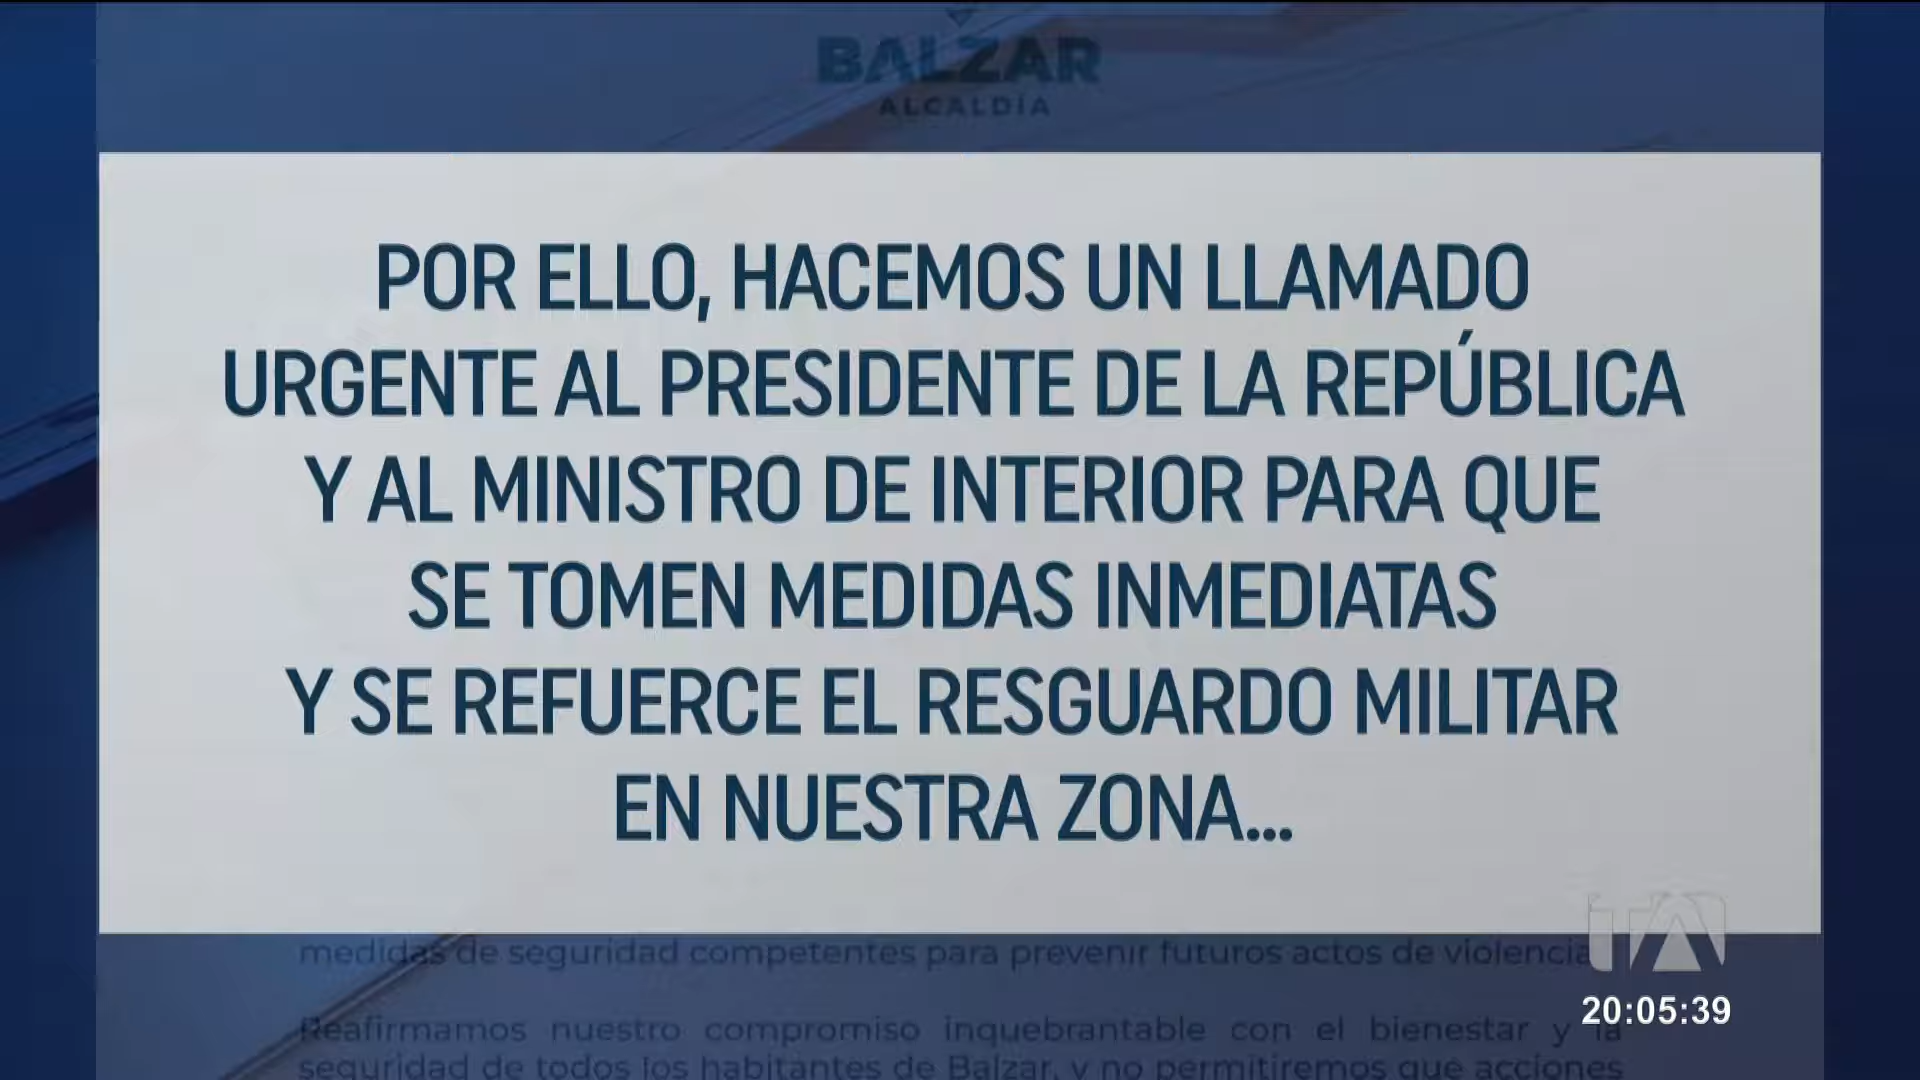 BALZAR
ALCALDÍA
POR ELLO, HACEMOS UN LLAMADO
URGENTE AL PRESIDENTE DE LA REPÚBLICA
Y AL MINISTRO DE INTERIOR PARA QUE
SE TOMEN MEDIDAS INMEDIATAS
Y SE REFUERCE EL RESGUARDO MILITAR
EN NUESTRA ZONA...
medidas de seguridad competentes para prevenir futuros actos de violencia
TA
20:05:39
Reafirmamos nuestro compromiso inquebrantable con el bienestar y la
seguridad de todos los habitantes de Balzar, y no permitiremos que acciones